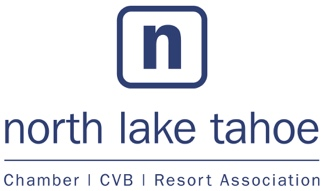 n
north lake tahoe
Chamber | CVB | Resort Association